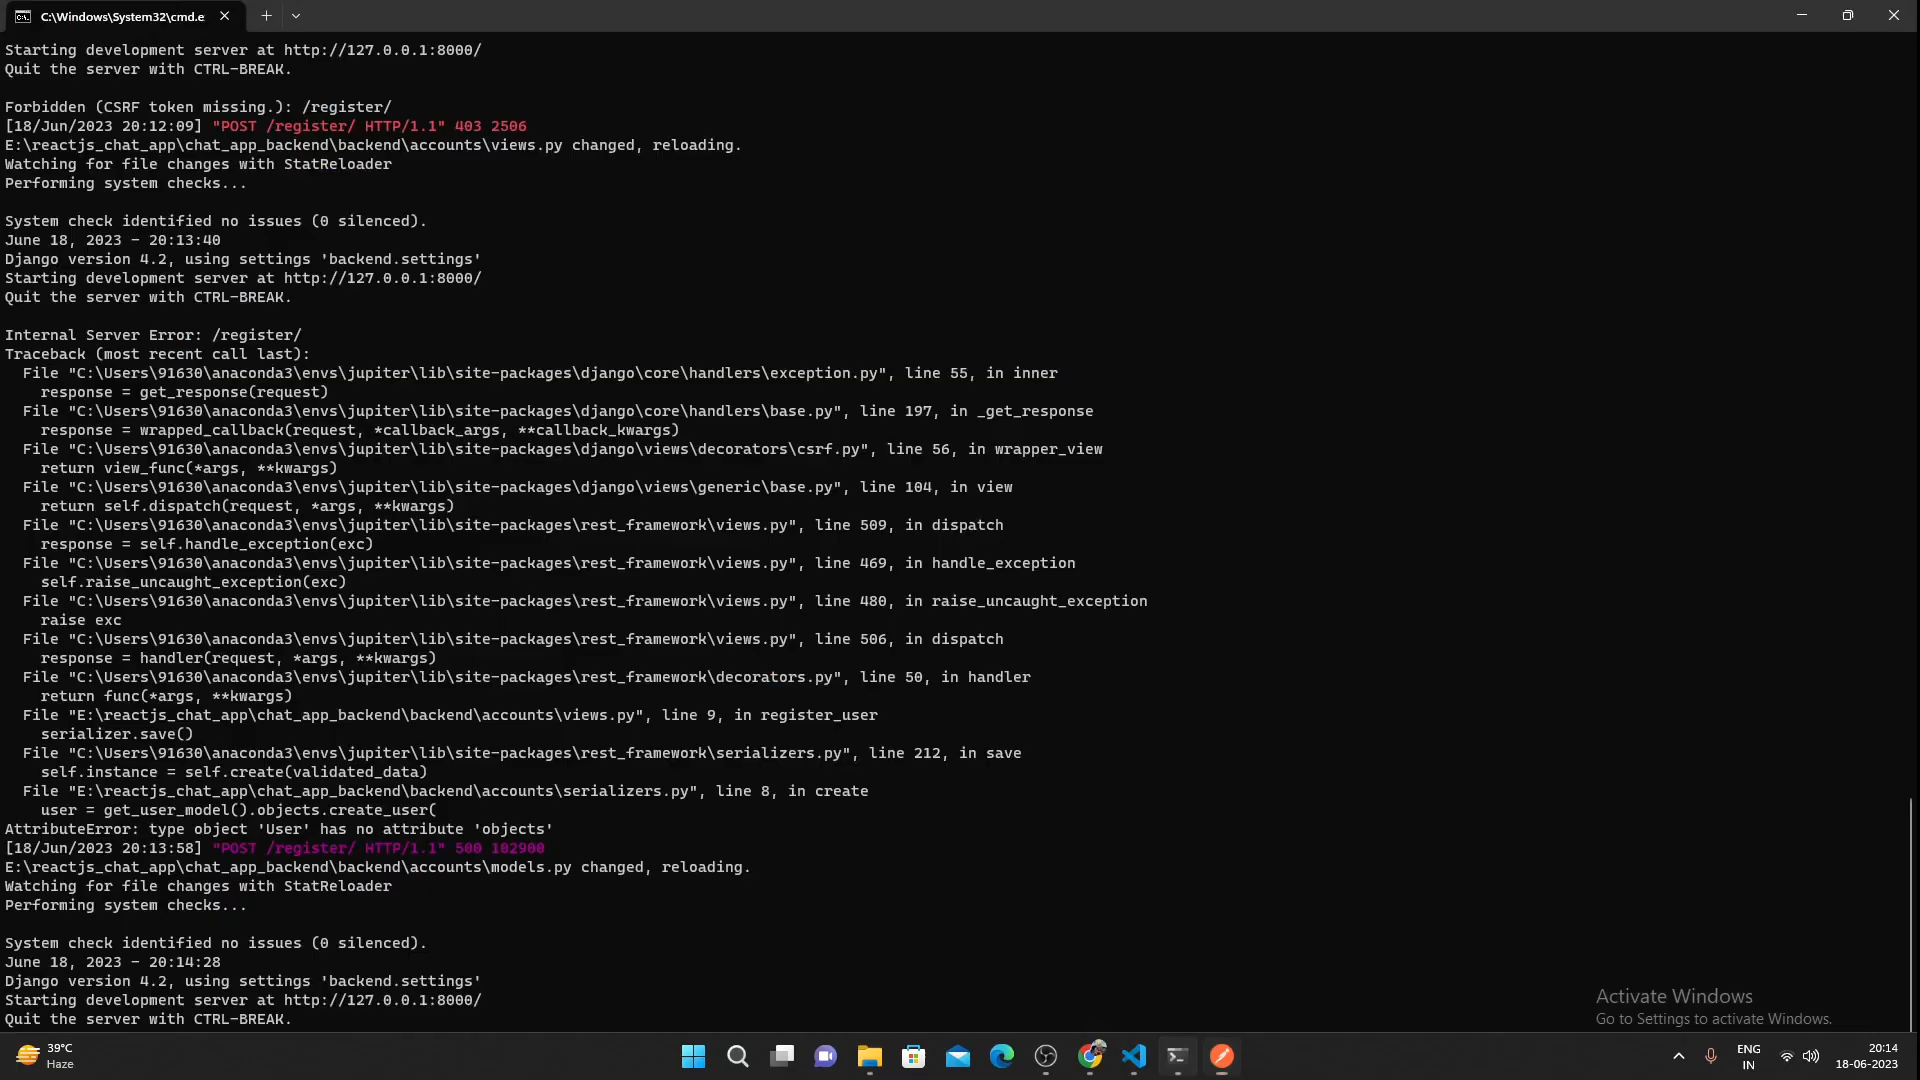 C:\Windows\System32\cmd.e
Starting development server at http://127.0.0.1:8000/
Quit the server with CTRL-BREAK.
Forbidden (CSRF token missing.): /register/
[18/Jun/2023 20:12:09] "POST /register/ HTTP/1.1" 403 2506
E:\reactjs_chat_app\chat_app_backend\backend\accounts\views.py changed, reloading.
Watching for file changes with StatReloader
Performing system checks...
System check identified no issues (0 silenced).
June 18, 2023 - 20:13:40
Django version 4.2, using settings 'backend.settings'
Starting development server at http://127.0.0.1:8000/
Quit the server with CTRL-BREAK.
Internal Server Error: /register/
Traceback (most recent call last):
File "C:\Users\91630\anaconda3\envs\jupiter\lib\site-packages\django\core\handlers\exception.py", line 55, in inner
response = get_response(request)
File "C:\Users\91630\anaconda3\envs\jupiter\lib\site-packages\django\core\handlers\base.py", line 197, in _get_response
response = wrapped_callback(request, *callback_args, **callback_kwargs)
File "C:\Users\91630\anaconda3\envs\jupiter\lib\site-packages\django\views\decorators\csrf.py", line 56, in wrapper_view
return view_func(*args, **kwargs)
File "C:\Users\91630\anaconda3\envs\jupiter\lib\site-packages\django\views\generic\base.py", line 104, in view
return self.dispatch(request, *args, **kwargs)
File "C:\Users\91630\anaconda3\envs\jupiter\lib\site-packages\rest_framework\views.py", line 509, in dispatch
response = self.handle_exception(exc)
File "C:\Users\91630\anaconda3\envs\jupiter\lib\site-packages\rest_framework\views.py", line 469, in handle_exception
self.raise_uncaught_exception(exc)
File "C:\Users\91630\anaconda3\envs\jupiter\lib\site-packages\rest_framework\views.py", line 480, in raise_uncaught_exception
raise exc
File "C:\Users\91630\anaconda3\envs\jupiter\lib\site-packages\rest_framework\views.py", line 506, in dispatch
response = handler(request, *args, **kwargs)
File "C:\Users\91630\anaconda3\envs\jupiter\lib\site-packages\rest_framework\decorators.py", line 50, in handler
return func(*args, **kwargs)
File "E:\reactjs_chat_app\chat_app_backend\backend\accounts\views.py", line 9, in register_user
serializer.save()
File "C:\Users\91630\anaconda3\envs\jupiter\lib\site-packages\rest_framework\serializers.py", line 212, in save
self.instance = self.create(validated_data)
File "E:\reactjs_chat_app\chat_app_backend\backend\accounts\serializers.py", line 8, in create
user = get_user_model().objects.create_user(
AttributeError: type object 'User' has no attribute 'objects'
[18/Jun/2023 20:13:58] "POST /register/ HTTP/1.1" 500 102900
E:\reactjs_chat_app\chat_app_backend\backend\accounts\models.py changed, reloading.
Watching for file changes with StatReloader
Performing system checks...
System check identified no issues (0 silenced).
June 18, 2023 - 20:14:28
Django version 4.2, using settings 'backend.settings'
Starting development server at http://127.0.0.1:8000/
Quit the server with CTRL-BREAK.
Activate Windows
Go to Settings to activate Windows.
39°C
Haze
ENG
IN
20:14
18-06-2023